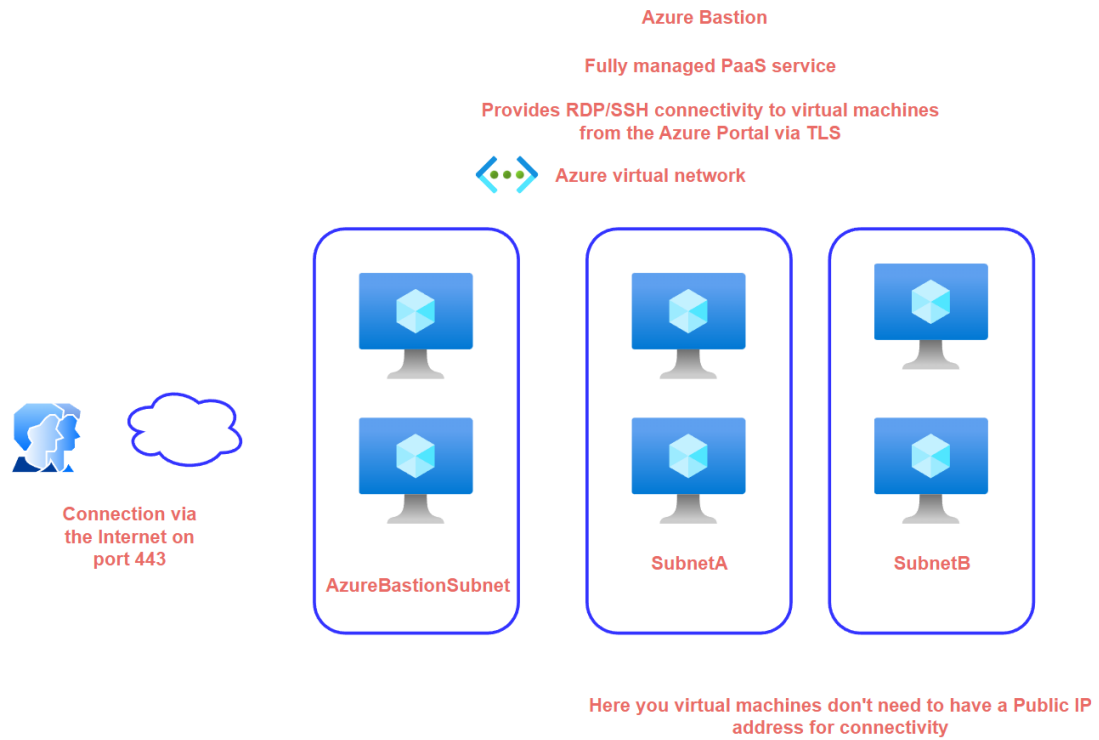 Azure Bastion
Fully managed PaaS service
Provides RDP/SSH connectivity to virtual machines
from the Azure Portal via TLS
Azure virtual network
Connection via
the Internet on
port 443
AzureBastionSubnet
SubnetA
SubnetB
Here you virtual machines don't need to have a Public IP
address for connectivity